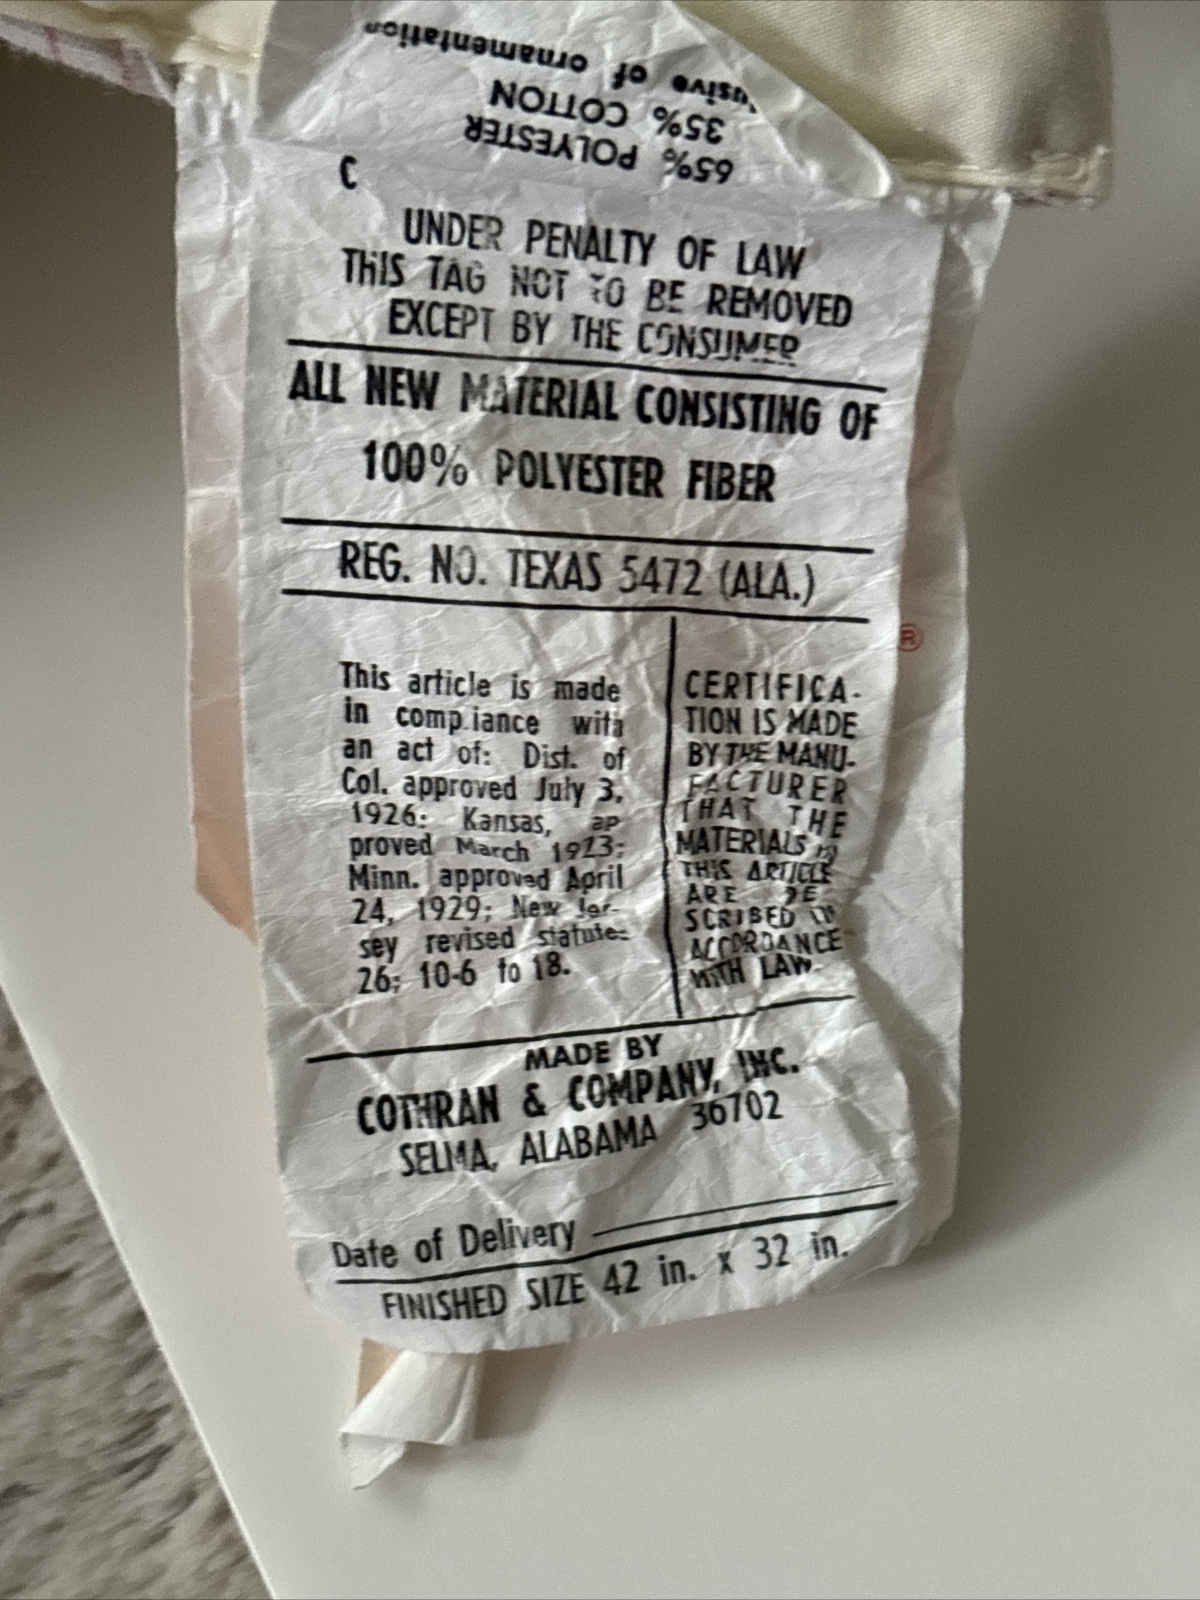 65% POLYESTER
35% COTTON
usive of ornamentation
C
UNDER PENALTY OF LAW
THIS TAG NOT TO BE REMOVED
EXCEPT BY THE CONSUMER
ALL NEW MATERIAL CONSISTING OF
100% POLYESTER FIBER
REG. NO. TEXAS 5472 (ALA.)
This article is made
in compliance with
an act of: Dist. of
Col. approved July 3,
1926; Kansas, ap
proved March 1923;
Minn. approved April
24, 1929; New Jer-
sey revised statutes
26; 10-6 to 18.
CERTIFICA-
TION IS MADE
BY THE MANU-
FACTURER
THAT THE
MATERIALS IN
THIS ARTICLE
ARE DE
SCRIBED IN
ACCORDANCE
WITH LAW.
®
MADE BY
COTHRAN & COMPANY, INC.
SELMA, ALABAMA 36702
Date of Delivery
FINISHED SIZE 42 in. x 32 in.